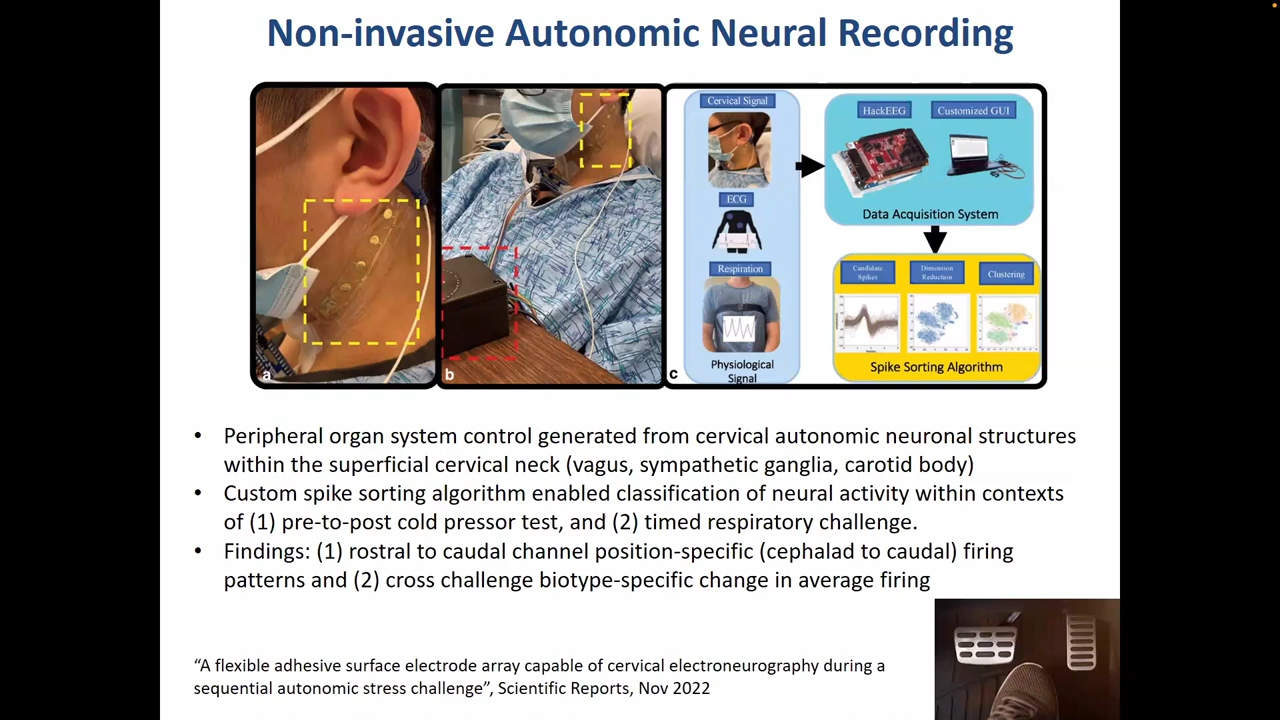 Non-invasive Autonomic Neural Recording
a
b
c
Cervical Signal
ECG
Respiration
Physiological
Signal
HackEEG
Customized GUI
Data Acquisition System
Candidate
Spikes
Dimension
Reduction
Clustering
Spike Sorting Algorithm
• Peripheral organ system control generated from cervical autonomic neuronal structures
within the superficial cervical neck (vagus, sympathetic ganglia, carotid body)
• Custom spike sorting algorithm enabled classification of neural activity within contexts
of (1) pre-to-post cold pressor test, and (2) timed respiratory challenge.
• Findings: (1) rostral to caudal channel position-specific (cephalad to caudal) firing
patterns and (2) cross challenge biotype-specific change in average firing
“A flexible adhesive surface electrode array capable of cervical electroneurography during a
sequential autonomic stress challenge”, Scientific Reports, Nov 2022